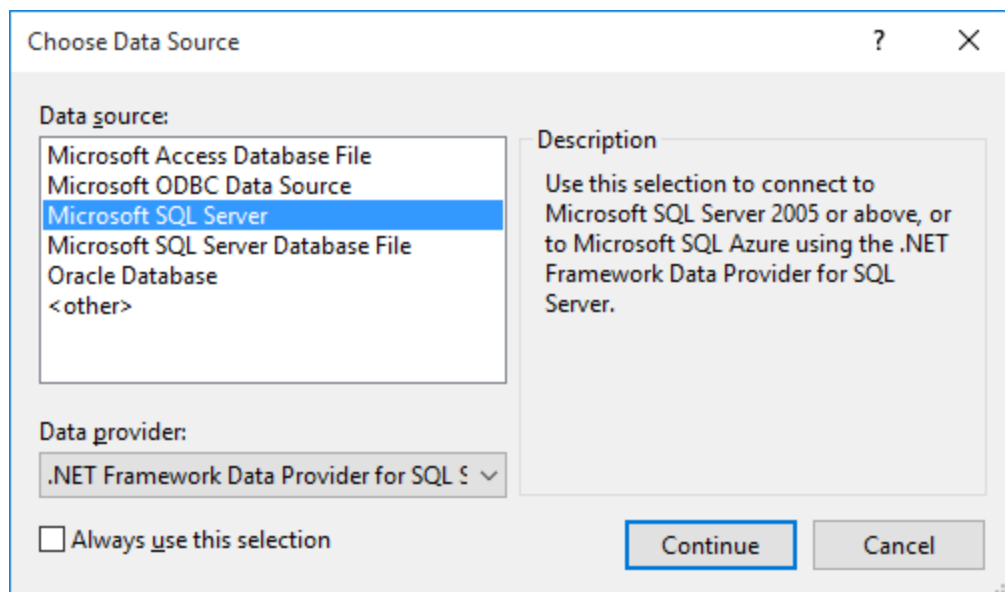 Choose Data Source
?
Data source:
Microsoft Access Database File
Microsoft ODBC Data Source
Microsoft SQL Server
Microsoft SQL Server Database File
Oracle Database
<other>
Description
Use this selection to connect to
Microsoft SQL Server 2005 or above, or
to Microsoft SQL Azure using the .NET
Framework Data Provider for SQL
Server.
Data provider:
.NET Framework Data Provider for SQL S
Always use this selection
Continue
Cancel